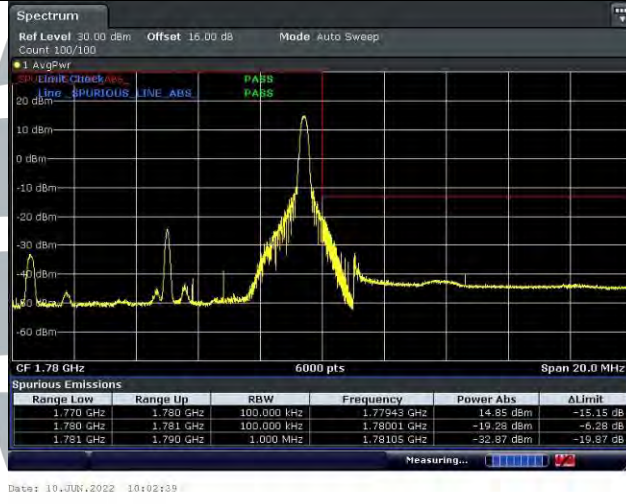 Spectrum
Ref Level 30.00 dBm Offset 16.00 dB Mode Auto Sweep
Count 100/100
1 AvgPwr
Limit Check PASS
Line _SPURIOUS_LINE_ABS_ PASS
20 dBm
10 dBm
0 dBm
-10 dBm
-20 dBm
-30 dBm
-40 dBm
-60 dBm
CF 1.78 GHz 6000 pts Span 20.0 MHz
Spurious Emissions
Range Low Range Up RBW Frequency Power Abs ΔLimit
1.770 GHz 1.780 GHz 100.000 kHz 1.77943 GHz 14.85 dBm -15.15 dB
1.780 GHz 1.781 GHz 100.000 kHz 1.78001 GHz -19.28 dBm -6.28 dB
1.781 GHz 1.790 GHz 1.000 MHz 1.78105 GHz -32.87 dBm -19.87 dB
Measuring...
Date: 10.JUN.2022 10:02:39